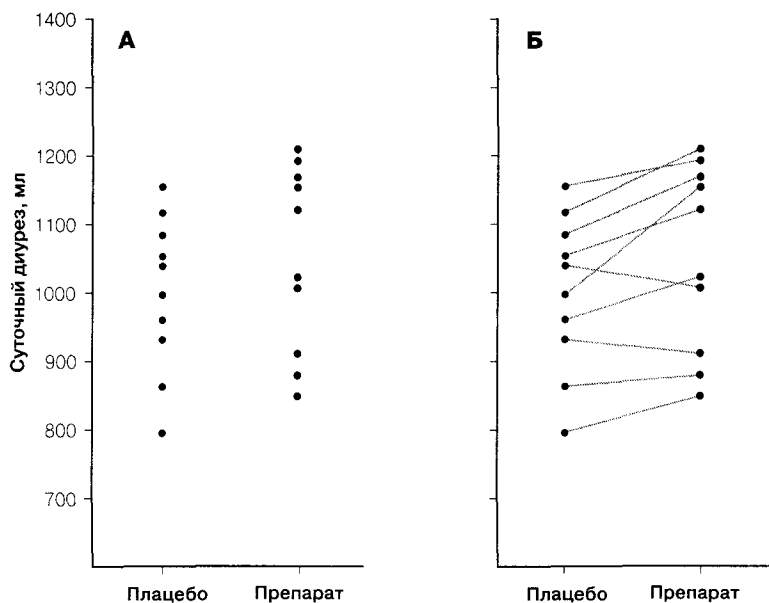 А
Б
Суточный диурез, мл
1400
1300
1200
1100
1000
900
800
700
Плацебо
Препарат
Плацебо
Препарат